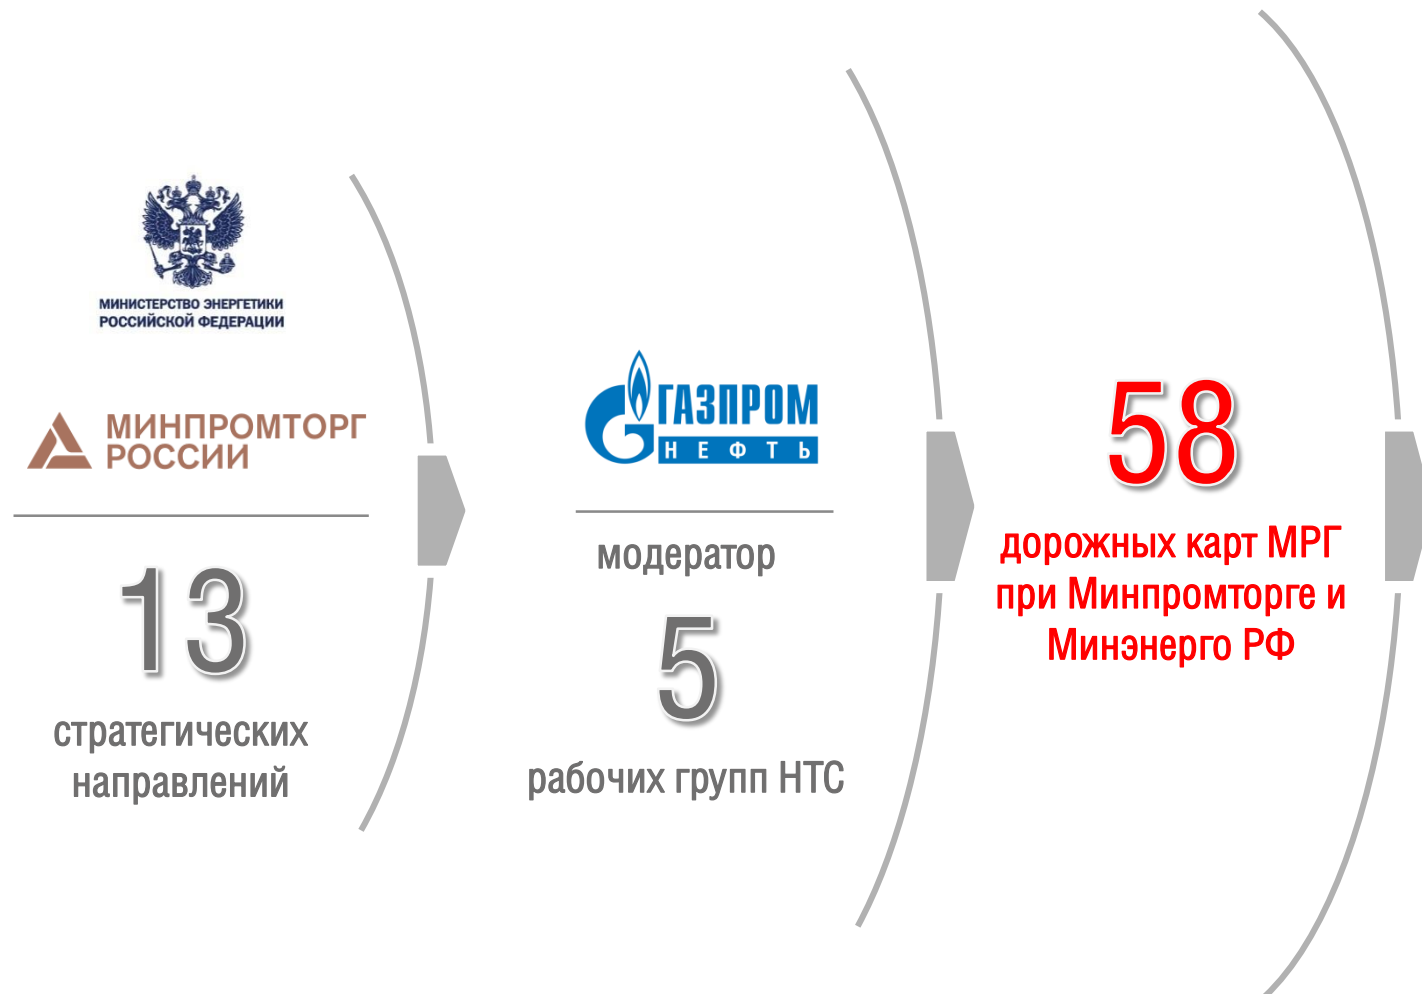 МИНИСТЕРСТВО ЭНЕРГЕТИКИ
РОССИЙСКОЙ ФЕДЕРАЦИИ
МИНПРОМТОРГ
РОССИИ
13
стратегических
направлений
ГАЗПРОМ
НЕФТЬ
модератор
5
рабочих групп НТС
58
дорожных карт МРГ
при Минпромторге и
Минэнерго РФ